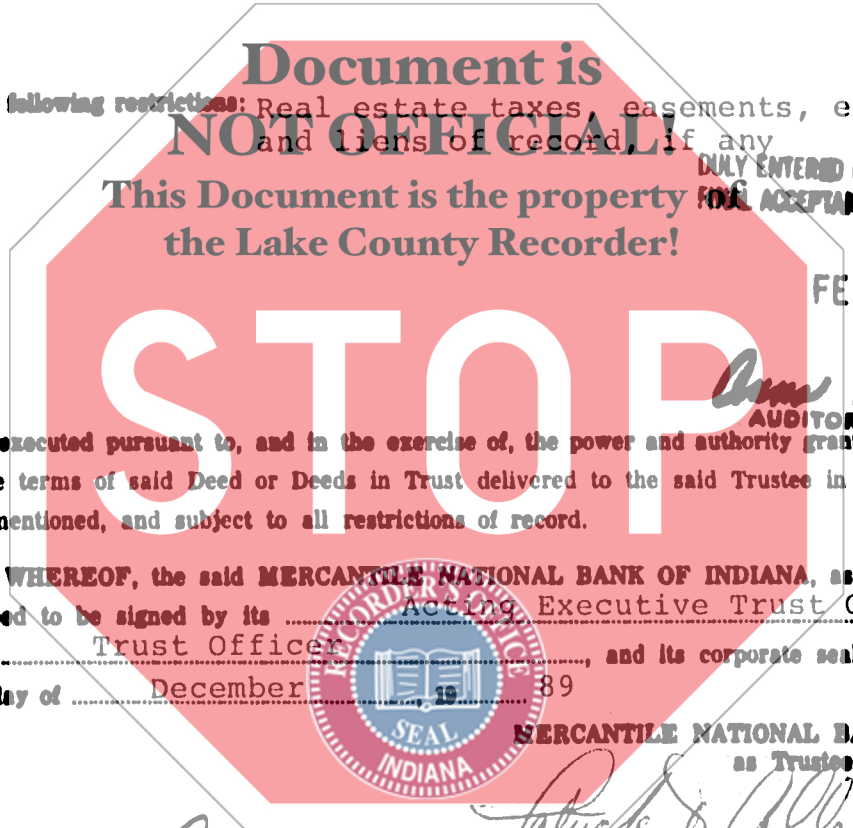 Document is
following restrictions: Real estate taxes, easements, e
NOT OFFICIAL!
and liens of record, if any
DULY ENTERED
This Document is the property of
FINAL ACCEPTAN
the Lake County Recorder!
FE
STOP
AUDITOR
executed pursuant to, and in the exercise of, the power and authority gran
e terms of said Deed or Deeds in Trust delivered to the said Trustee in
mentioned, and subject to all restrictions of record.
WHEREOF, the said MERCANTILE NATIONAL BANK OF INDIANA, as
ed to be signed by its Acting Executive Trust O
Trust Officer, and its corporate seal
ay of December, 19 89
RECORDER'S OFFICE
SEAL
INDIANA
MERCANTILE NATIONAL BA
as Trustee